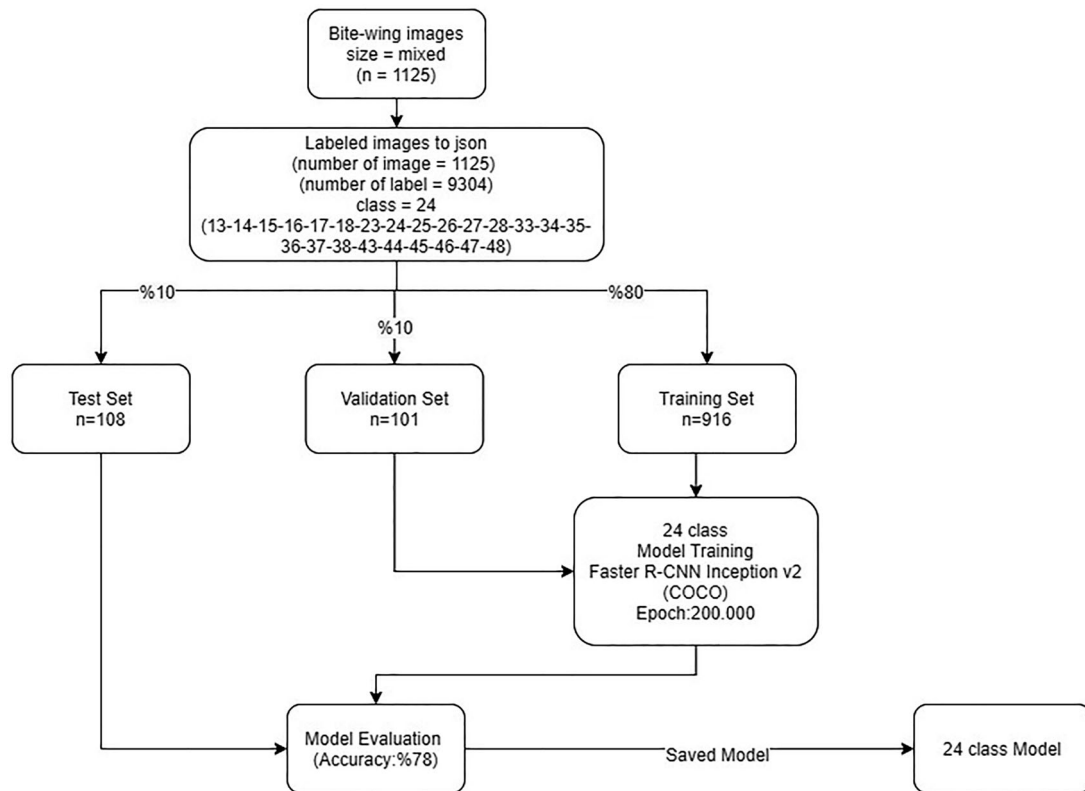 Bite-wing images
size = mixed
(n = 1125)
Labeled images to json
(number of image = 1125)
(number of label = 9304)
class = 24
(13-14-15-16-17-18-23-24-25-26-27-28-33-34-35-
36-37-38-43-44-45-46-47-48)
%10
%10
%80
Test Set
n=108
Validation Set
n=101
Training Set
n=916
24 class
Model Training
Faster R-CNN Inception v2
(COCO)
Epoch:200.000
Model Evaluation
(Accuracy:%78)
Saved Model
24 class Model